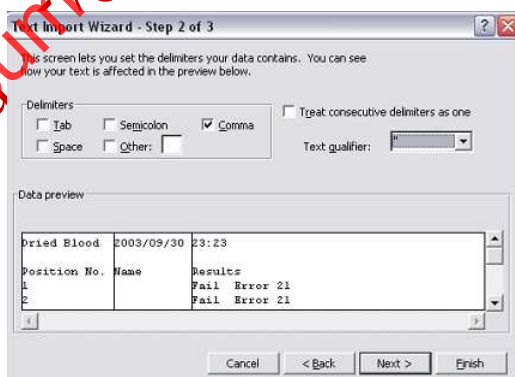 Text Import Wizard - Step 2 of 3
This screen lets you set the delimiters your data contains. You can see
how your text is affected in the preview below.
Delimiters
Tab Semicolon Comma
Space Other:
Treat consecutive delimiters as one
Text qualifier: "
Data preview
Dried Blood 2003/09/30 23:23
Position No. Name Results
1 Fail Error 21
2 Fail Error 21
Cancel < Back Next > Finish